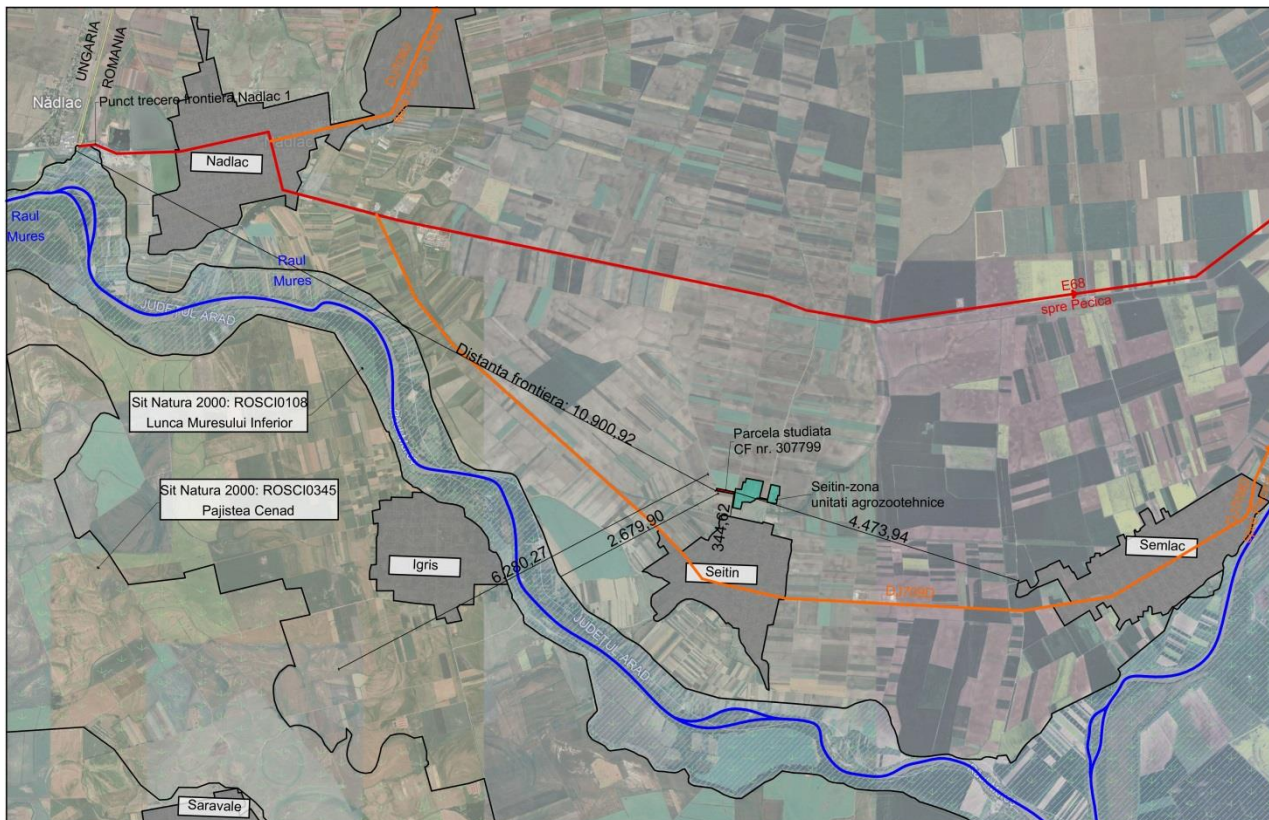 UNGARIA
ROMANIA
Nădlac
Punct trecere frontiera Nadlac 1
Nadlac
Raul
Mures
Raul
Mures
JUDEȚUL ARAD
E68
spre Pecica
Distanta frontiera: 10.900,92
Sit Natura 2000: ROSCI0108
Lunca Muresului Inferior
Parcela studiata
CF nr. 307799
Sit Natura 2000: ROSCI0345
Pajistea Cenad
Seitin-zona
unitati agrozootehnice
2.679,90
344,62
4.473,94
6.280,27
Igris
Seitin
Semlac
JUDEȚUL ARAD
Saravale